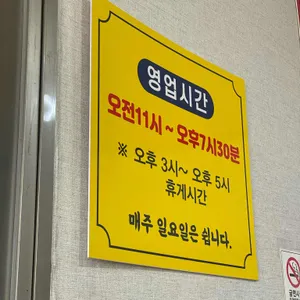 영업시간
오전11시 ~ 오후7시30분
※ 오후 3시~ 오후 5시
휴게시간
매주 일요일은 쉽니다.